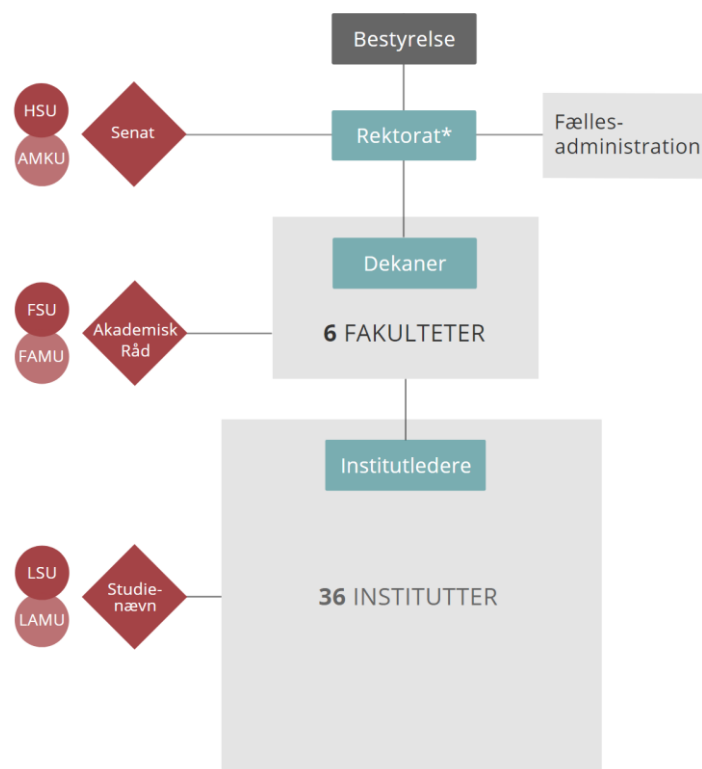 Bestyrelse
HSU
AMKU
Senat
Rektorat*
Fælles-
administration
Dekaner
6 FAKULTETER
FSU
FAMU
Akademisk
Råd
Institutledere
36 INSTITUTTER
LSU
LAMU
Studie-
nævn